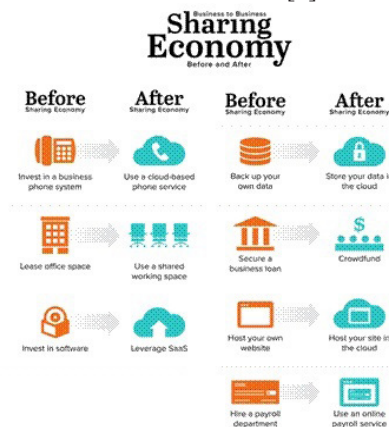 Business to Business
Sharing
Economy
Before and After
Before
Sharing Economy
After
Sharing Economy
Invest in a business
phone system
Use a cloud-based
phone service
Lease office space
Use a shared
working space
Invest in software
Leverage SaaS
Before
Sharing Economy
After
Sharing Economy
Back up your
own data
Store your data in
the cloud
Secure a
business loan
$
Crowdfund
Host your own
website
Host your site in
the cloud
Hire a payroll
department
Use an online
payroll service